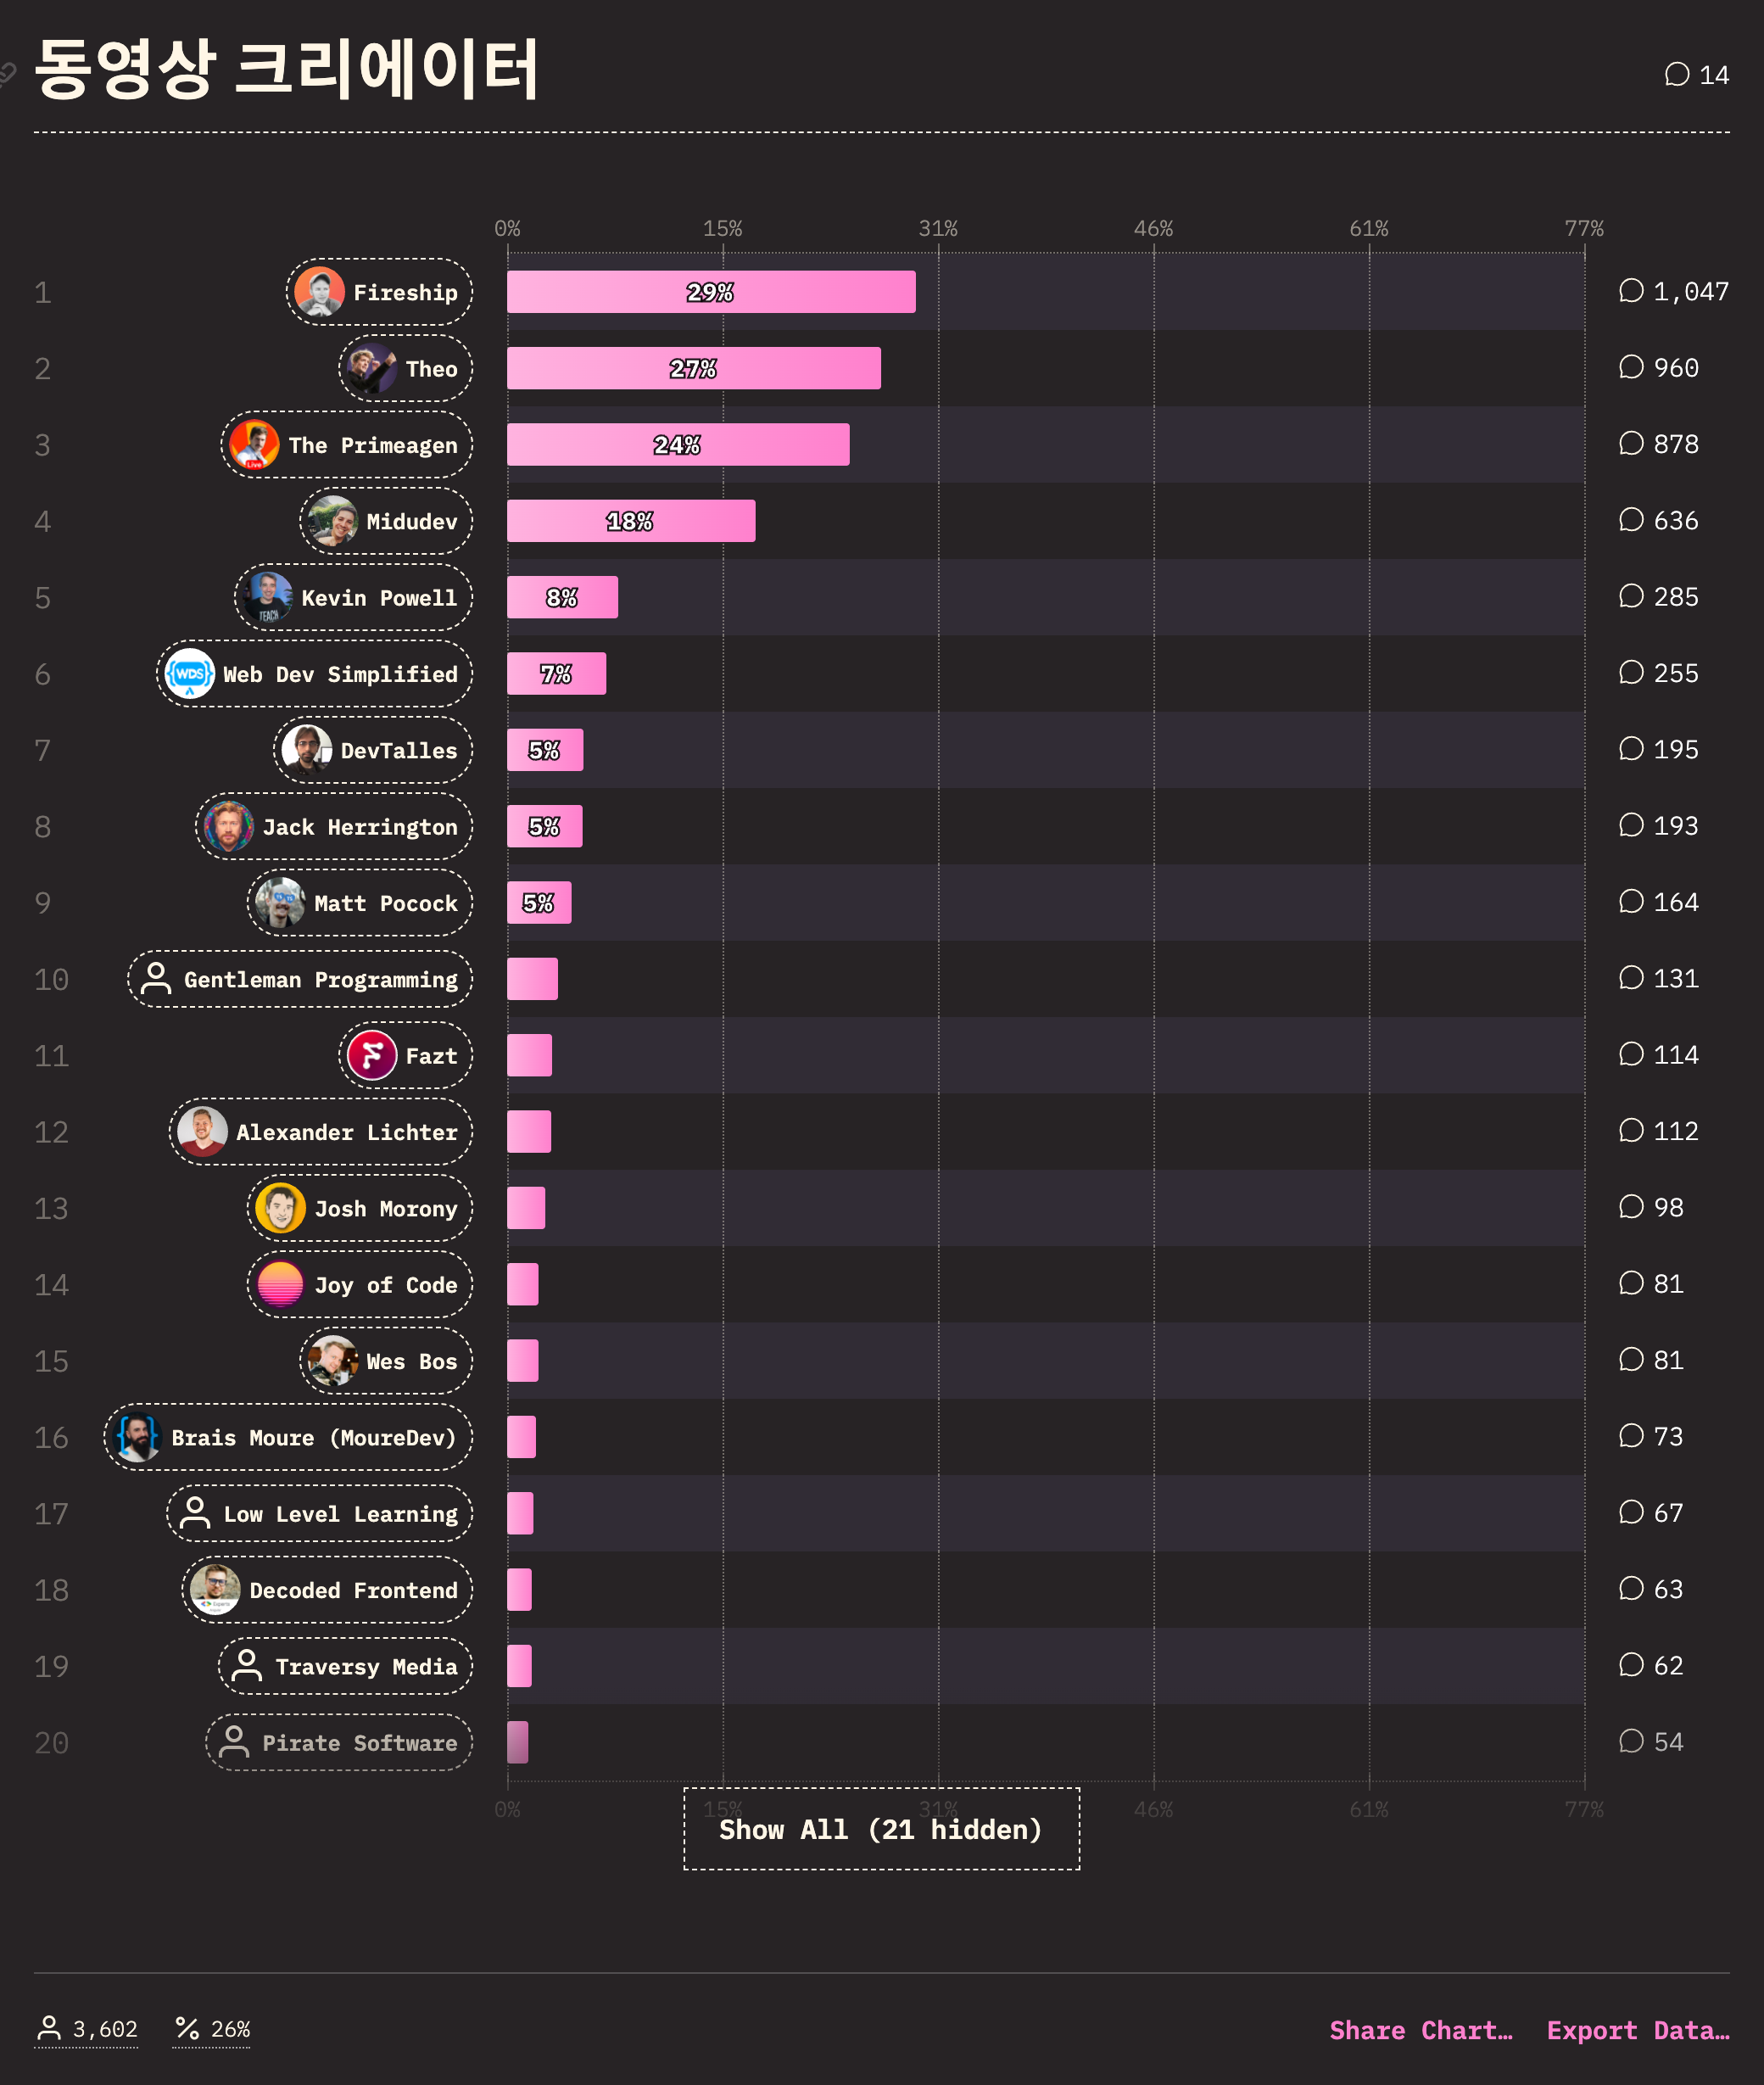 동영상 크리에이터
14
0% 15% 31% 46% 61% 77%
1 Fireship 29% 1,047
2 Theo 27% 960
3 The Primeagen 24% 878
4 Midudev 18% 636
5 Kevin Powell 8% 285
6 WDS Web Dev Simplified 7% 255
7 DevTalles 5% 195
8 Jack Herrington 5% 193
9 Matt Pocock 5% 164
10 Gentleman Programming 131
11 Fazt 114
12 Alexander Lichter 112
13 Josh Morony 98
14 Joy of Code 81
15 Wes Bos 81
16 Brais Moure (MoureDev) 73
17 Low Level Learning 67
18 Decoded Frontend 63
19 Traversy Media 62
20 Pirate Software 54
0% 15% 31% 46% 61% 77%
Show All (21 hidden)
3,602 % 26% Share Chart… Export Data…